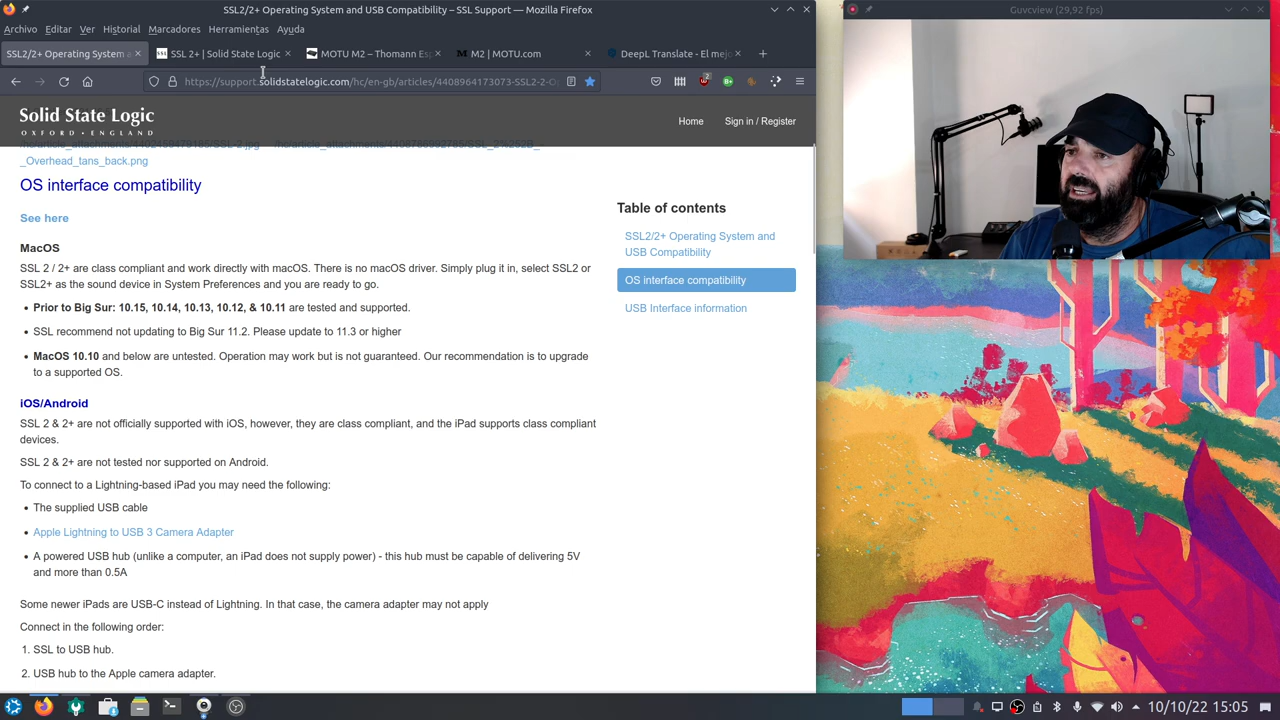 SSL2/2+ Operating System and USB Compatibility – SSL Support — Mozilla Firefox
Guvcview (29,92 fps)
Archivo Editar Ver Historial Marcadores Herramientas Ayuda
SSL2/2+ Operating System a
SSL 2+ | Solid State Logic
MOTU M2 – Thomann Esp
M2 | MOTU.com
DeepL Translate - El mejo
https://support.solidstatelogic.com/hc/en-gb/articles/4408964173073-SSL2-2-O
2
Solid State Logic
OXFORD • ENGLAND
Home
Sign in / Register
_Overhead_tans_back.png
OS interface compatibility
See here
MacOS
SSL 2 / 2+ are class compliant and work directly with macOS. There is no macOS driver. Simply plug it in, select SSL2 or
SSL2+ as the sound device in System Preferences and you are ready to go.
• Prior to Big Sur: 10.15, 10.14, 10.13, 10.12, & 10.11 are tested and supported.
• SSL recommend not updating to Big Sur 11.2. Please update to 11.3 or higher
• MacOS 10.10 and below are untested. Operation may work but is not guaranteed. Our recommendation is to upgrade
to a supported OS.
iOS/Android
SSL 2 & 2+ are not officially supported with iOS, however, they are class compliant, and the iPad supports class compliant
devices.
SSL 2 & 2+ are not tested nor supported on Android.
To connect to a Lightning-based iPad you may need the following:
• The supplied USB cable
• Apple Lightning to USB 3 Camera Adapter
• A powered USB hub (unlike a computer, an iPad does not supply power) - this hub must be capable of delivering 5V
and more than 0.5A
Some newer iPads are USB-C instead of Lightning. In that case, the camera adapter may not apply
Connect in the following order:
1. SSL to USB hub.
2. USB hub to the Apple camera adapter.
Table of contents
SSL2/2+ Operating System and
USB Compatibility
OS interface compatibility
USB Interface information
10/10/22 15:05